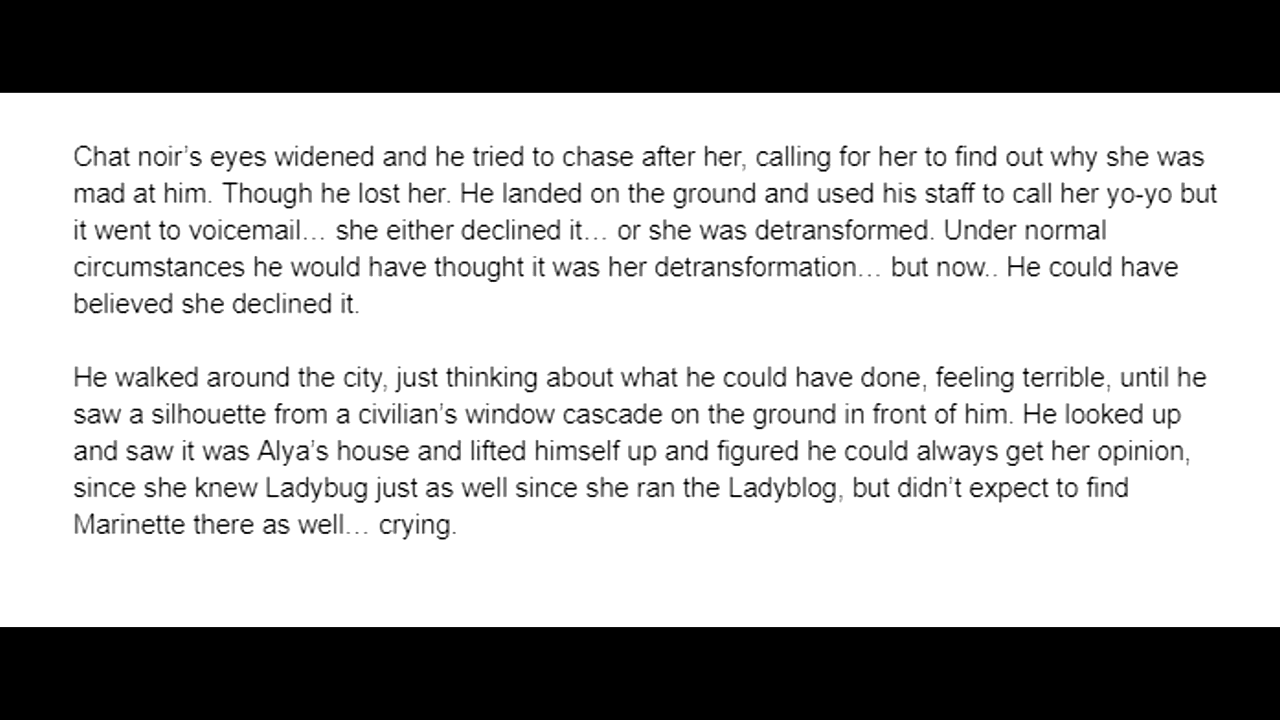 Chat noir’s eyes widened and he tried to chase after her, calling for her to find out why she was
mad at him. Though he lost her. He landed on the ground and used his staff to call her yo-yo but
it went to voicemail… she either declined it… or she was detransformed. Under normal
circumstances he would have thought it was her detransformation… but now.. He could have
believed she declined it.
He walked around the city, just thinking about what he could have done, feeling terrible, until he
saw a silhouette from a civilian’s window cascade on the ground in front of him. He looked up
and saw it was Alya’s house and lifted himself up and figured he could always get her opinion,
since she knew Ladybug just as well since she ran the Ladyblog, but didn’t expect to find
Marinette there as well… crying.